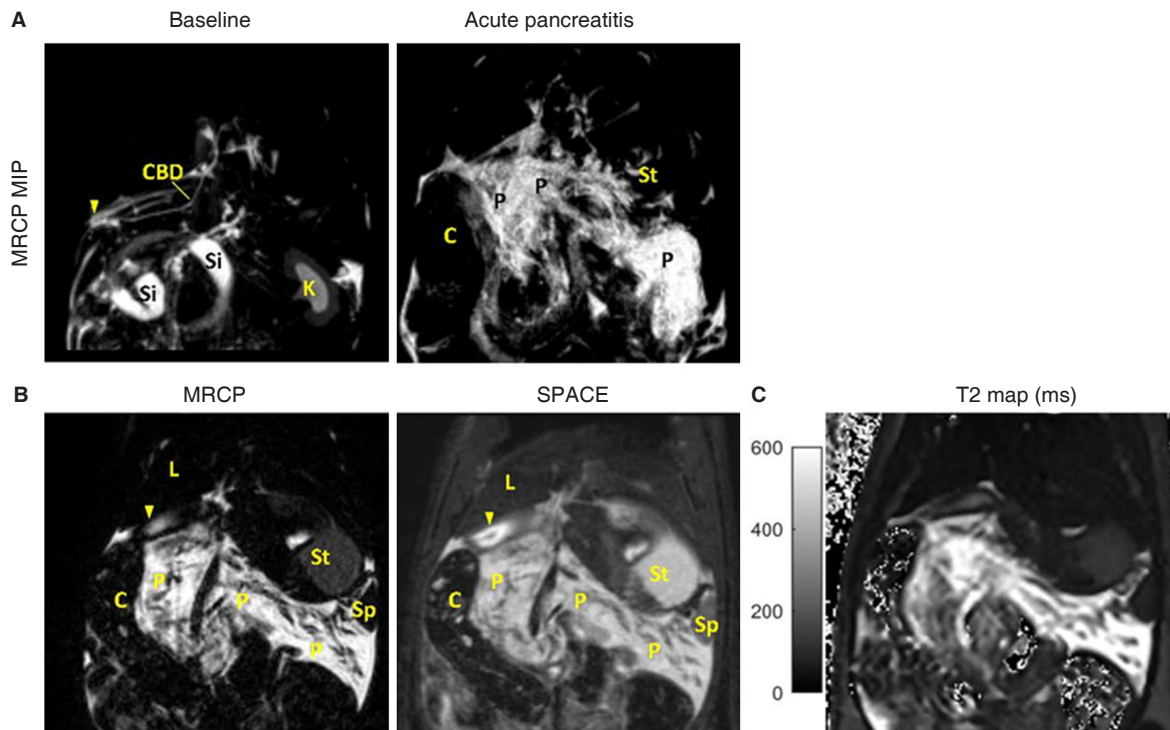 A
Baseline
Acute pancreatitis
MRCP MIP
CBD
Si
Si
K
P
P
St
C
P
B
MRCP
SPACE
C
T2 map (ms)
L
St
P
C
P
Sp
P
L
St
P
C
P
Sp
P
600
400
200
0